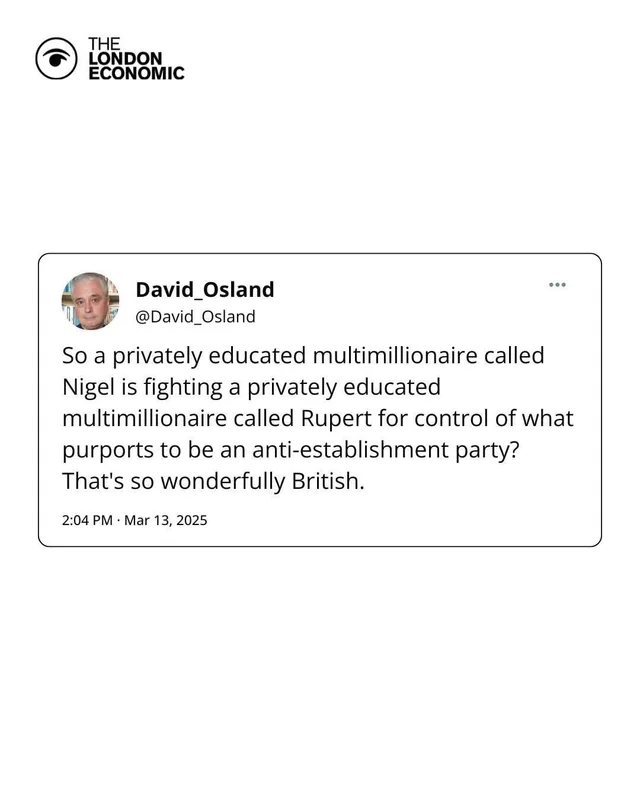 THE
LONDON
ECONOMIC
David_Osland
@David_Osland
So a privately educated multimillionaire called
Nigel is fighting a privately educated
multimillionaire called Rupert for control of what
purports to be an anti-establishment party?
That's so wonderfully British.
2:04 PM · Mar 13, 2025